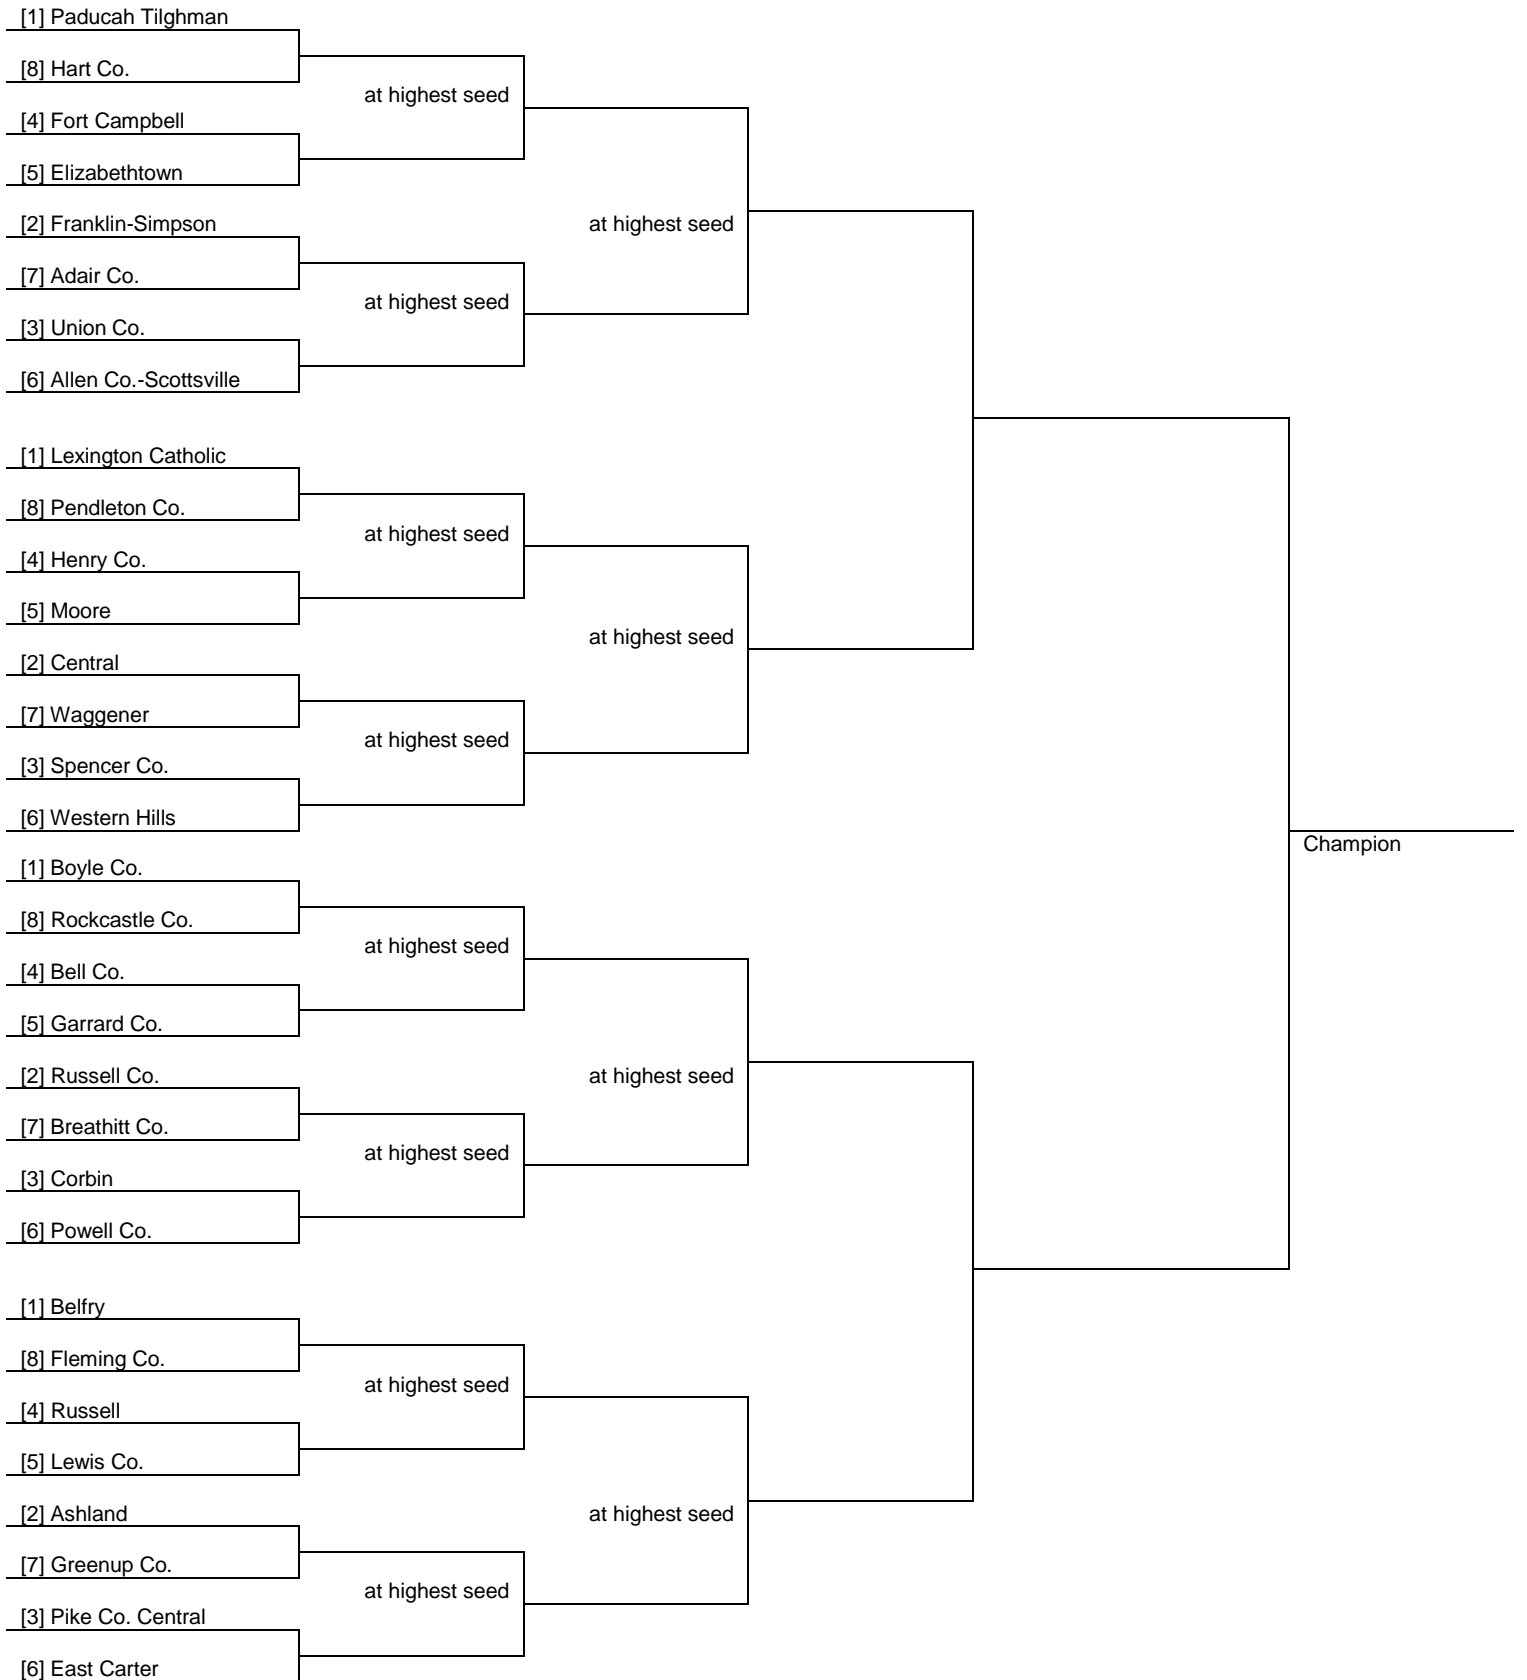 [1] Paducah Tilghman
[8] Hart Co.
at highest seed
[4] Fort Campbell
[5] Elizabethtown
[2] Franklin-Simpson
at highest seed
[7] Adair Co.
at highest seed
[3] Union Co.
[6] Allen Co.-Scottsville
[1] Lexington Catholic
[8] Pendleton Co.
at highest seed
[4] Henry Co.
[5] Moore
at highest seed
[2] Central
[7] Waggener
at highest seed
[3] Spencer Co.
[6] Western Hills
Champion
[1] Boyle Co.
[8] Rockcastle Co.
at highest seed
[4] Bell Co.
[5] Garrard Co.
[2] Russell Co.
at highest seed
[7] Breathitt Co.
at highest seed
[3] Corbin
[6] Powell Co.
[1] Belfry
[8] Fleming Co.
at highest seed
[4] Russell
[5] Lewis Co.
[2] Ashland
at highest seed
[7] Greenup Co.
at highest seed
[3] Pike Co. Central
[6] East Carter